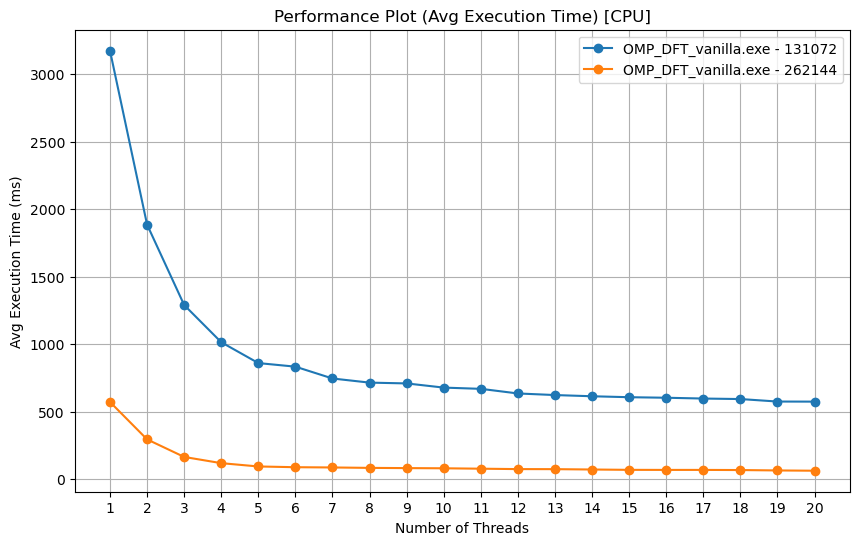 Performance Plot (Avg Execution Time) [CPU]
OMP_DFT_vanilla.exe - 131072
OMP_DFT_vanilla.exe - 262144
Avg Execution Time (ms)
3000
2500
2000
1500
1000
500
0
1 2 3 4 5 6 7 8 9 10 11 12 13 14 15 16 17 18 19 20
Number of Threads